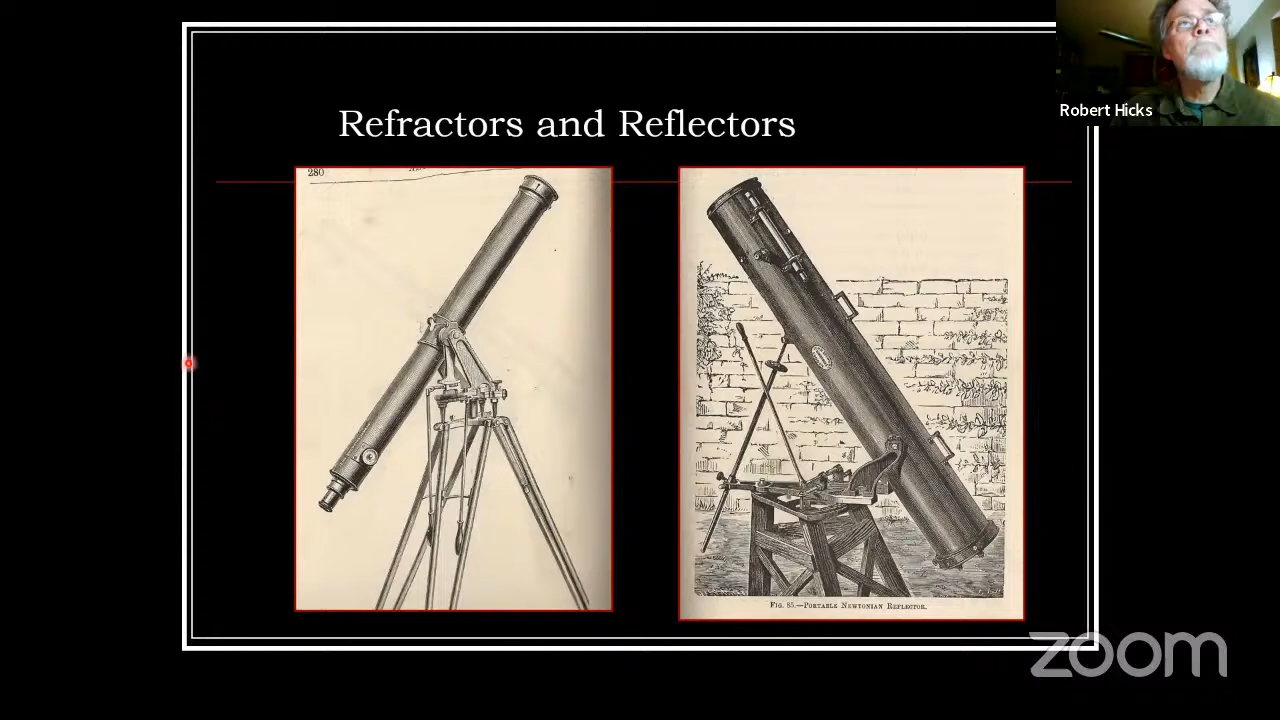 Refractors and Reflectors
Robert Hicks
280
Fig. 85.—Portable Newtonian Reflector.
zoom